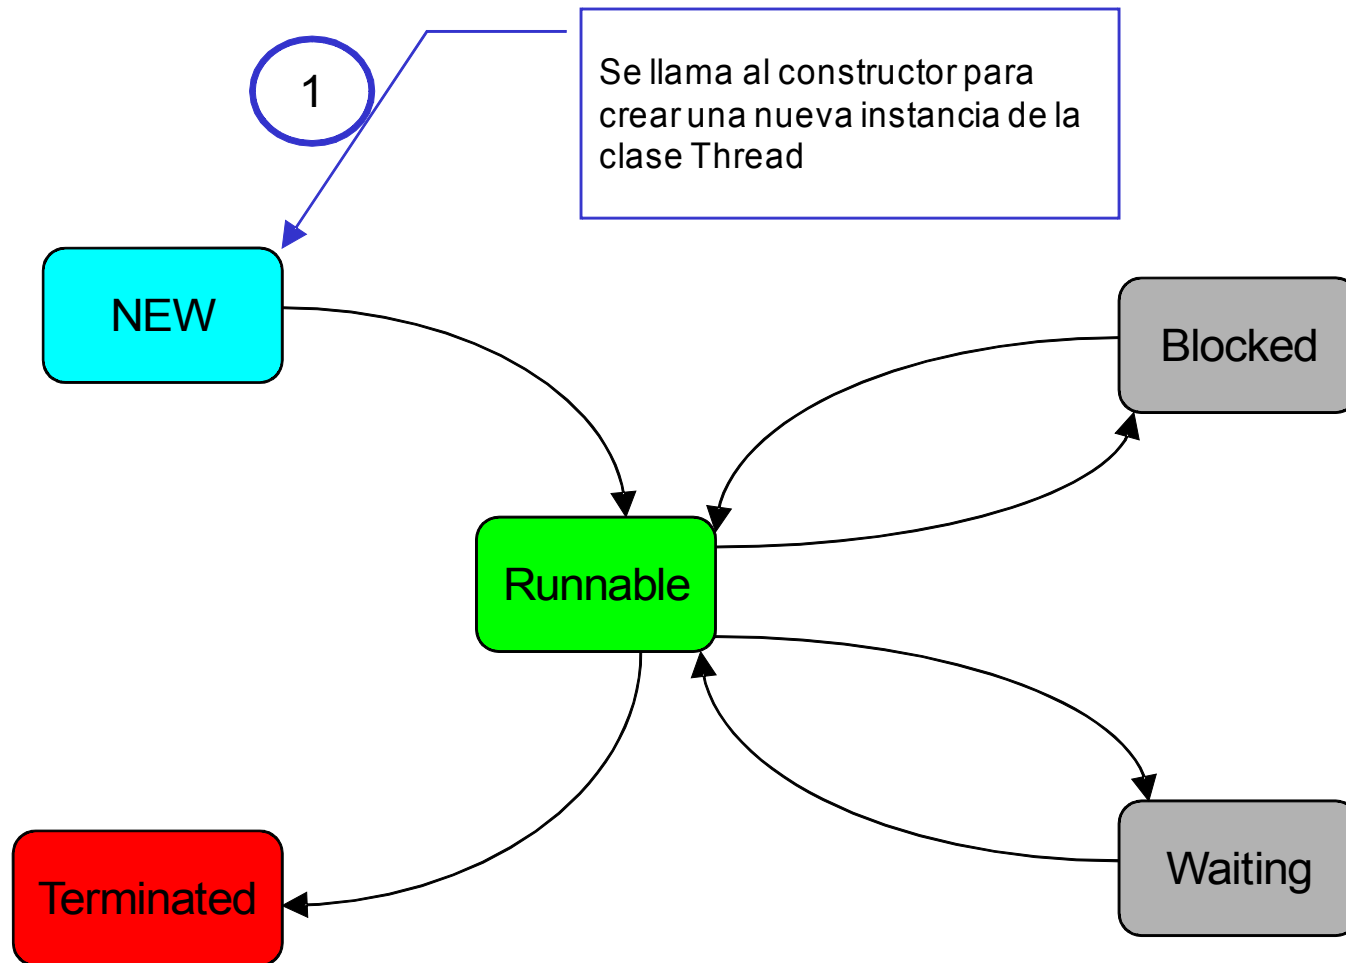 1
Se llama al constructor para
crear una nueva instancia de la
clase Thread
NEW
Blocked
Runnable
Waiting
Terminated